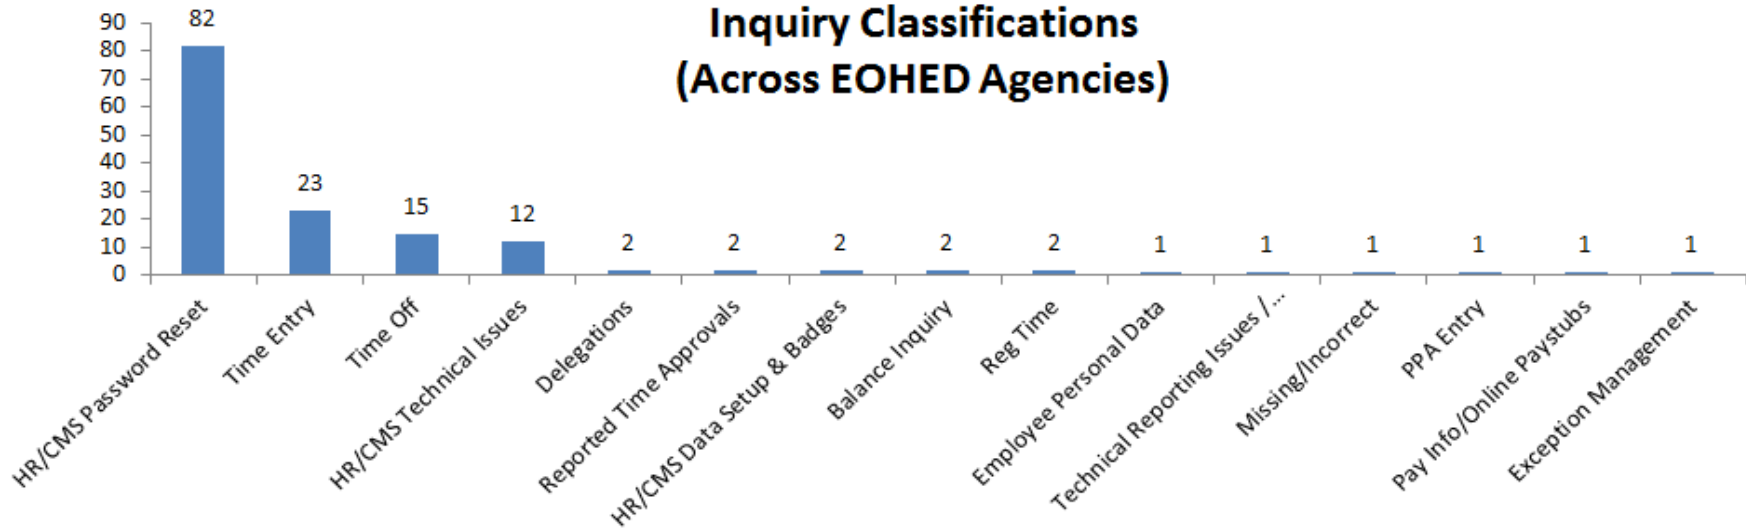 Inquiry Classifications
(Across EOHED Agencies)
90
80
70
60
50
40
30
20
10
0
82
23
15
12
2
2
2
2
2
1
1
1
1
1
1
HR/CMS Password Reset
Time Entry
Time Off
HR/CMS Technical Issues
Delegations
Reported Time Approvals
HR/CMS Data Setup & Badges
Balance Inquiry
Reg Time
Employee Personal Data
Technical Reporting Issues /...
Missing/Incorrect
PPA Entry
Pay Info/Online Paystubs
Exception Management